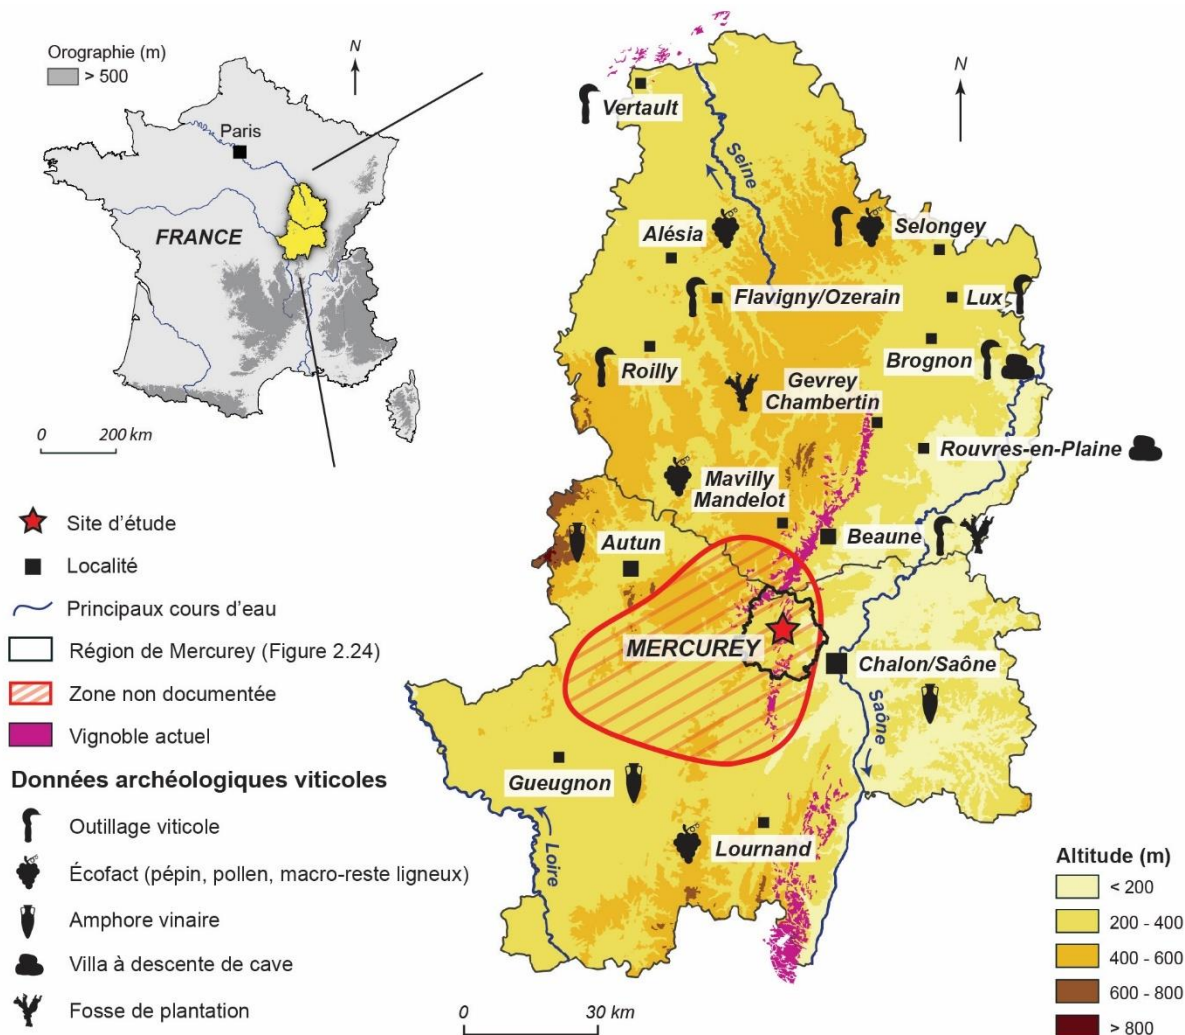 Orographie (m)
> 500
N
Paris
FRANCE
0 200 km
Site d'étude
Localité
Principaux cours d'eau
Région de Mercurey (Figure 2.24)
Zone non documentée
Vignoble actuel
Données archéologiques viticoles
Outillage viticole
Écofact (pépin, pollen, macro-reste ligneux)
Amphore vinaire
Villa à descente de cave
Fosse de plantation
N
Vertault
Seine
Alésia
Selongey
Flavigny/Ozerain
Lux
Roilly
Brognon
Gevrey
Chambertin
Rouvres-en-Plaine
Mavilly
Mandelot
Beaune
Autun
MERCUREY
Chalon/Saône
Saône
Gueugnon
Loire
Lournand
0 30 km
Altitude (m)
< 200
200 - 400
400 - 600
600 - 800
> 800